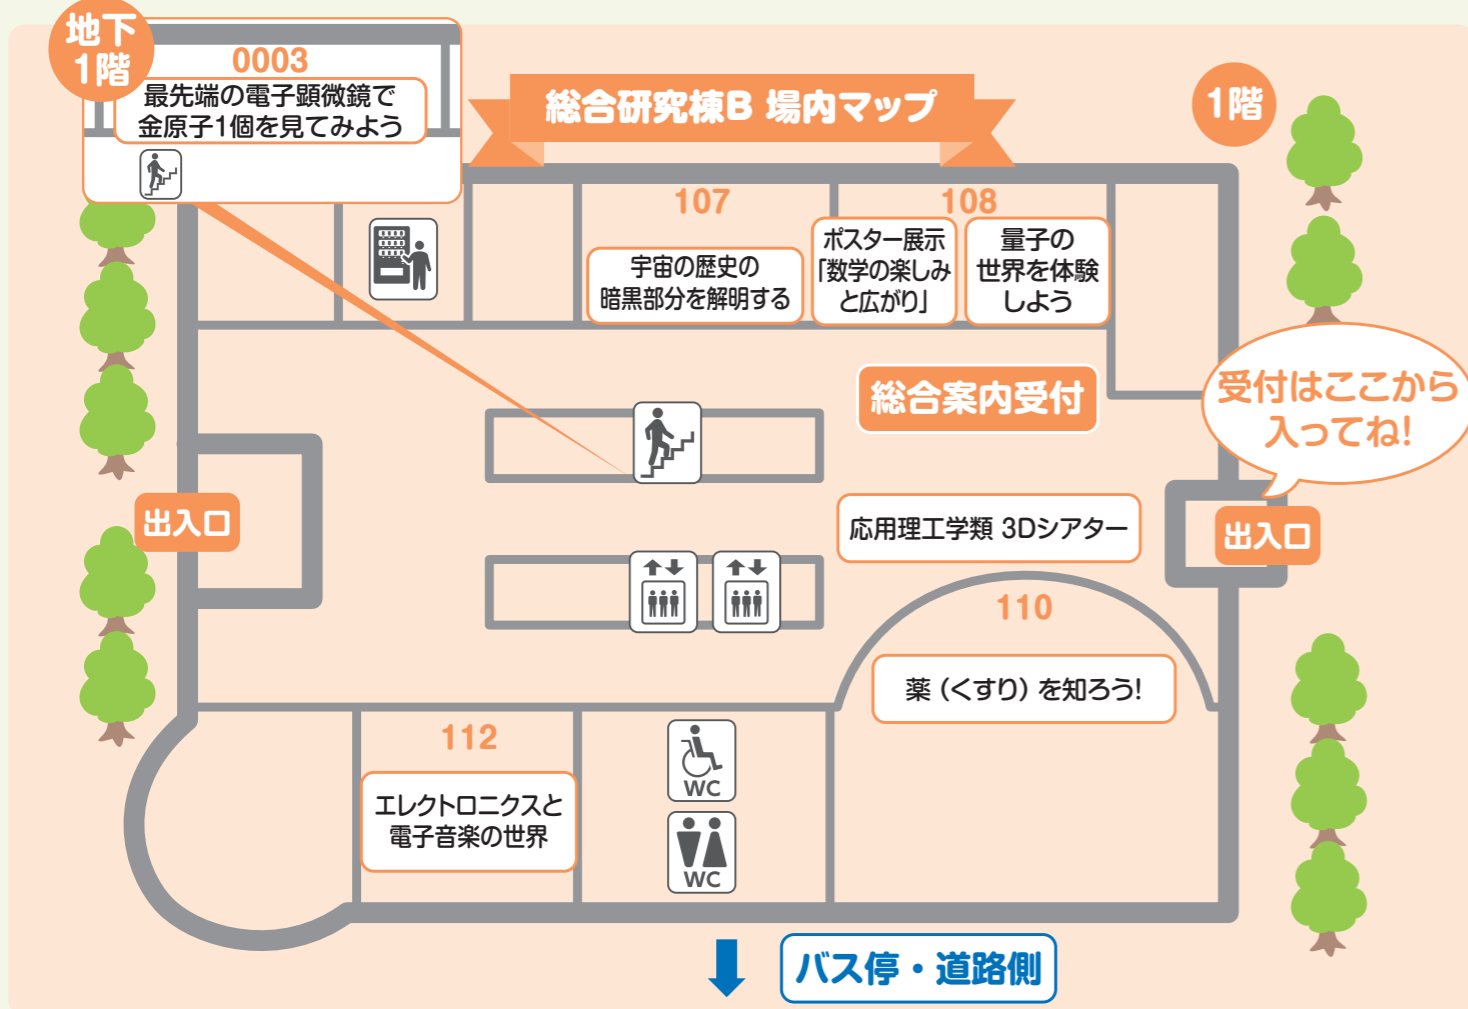 地下
1階
0003
最先端の電子顕微鏡で
金原子1個を見てみよう
総合研究棟B 場内マップ
1階
107
宇宙の歴史の
暗黒部分を解明する
108
ポスター展示
「数学の楽しみ
と広がり」
量子の
世界を体験
しよう
総合案内受付
受付はここから
入ってね!
出入口
応用理工学類 3Dシアター
出入口
110
薬(くすり)を知ろう!
112
エレクトロニクスと
電子音楽の世界
WC
WC
バス停・道路側